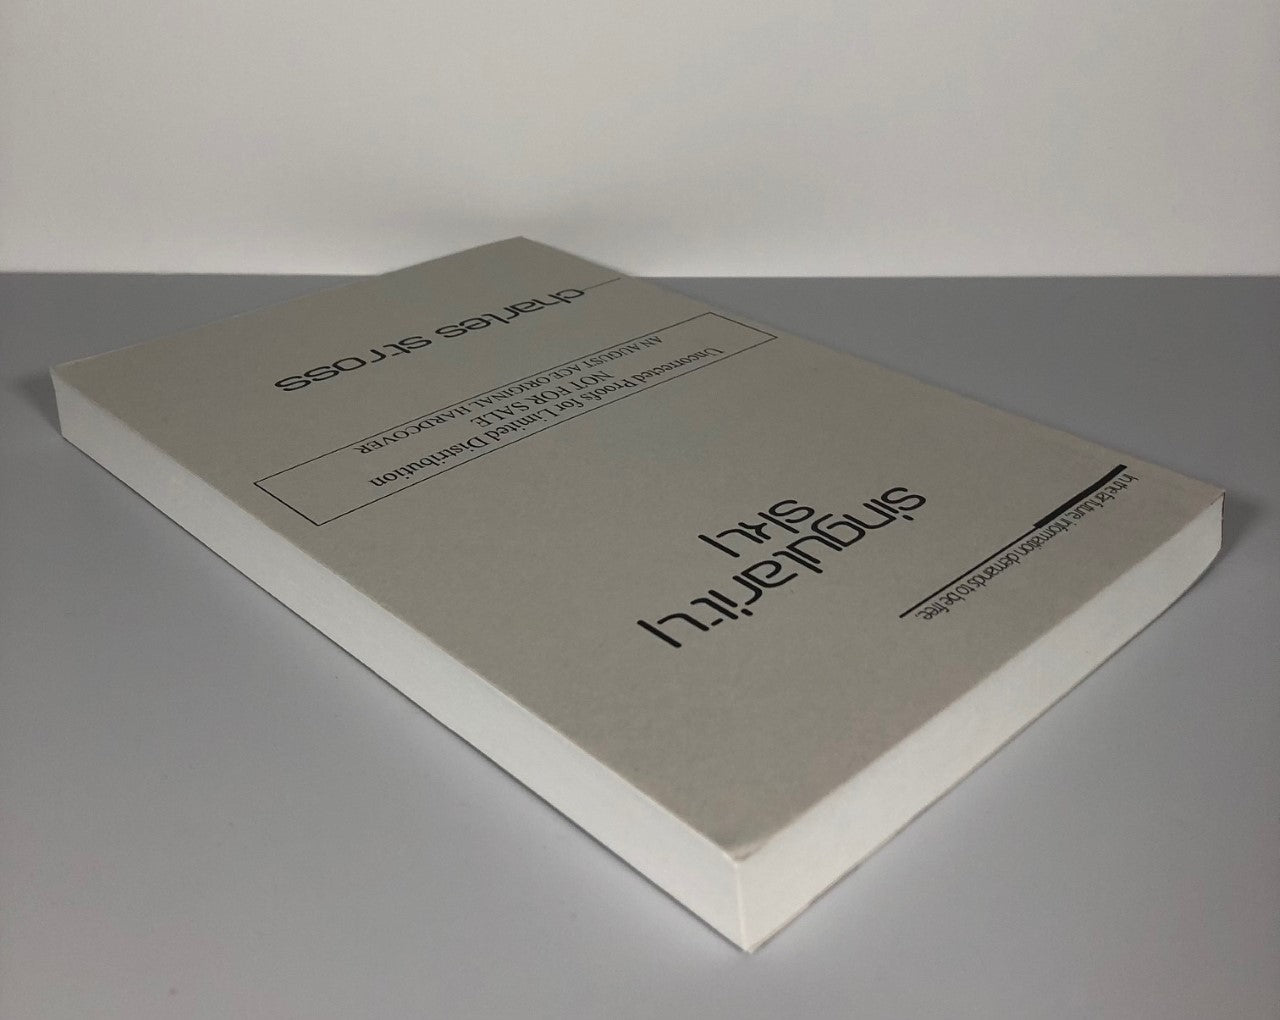 In the far future, information demands to be free.
singularity
sky
Uncorrected Proofs for Limited Distribution
NOT FOR SALE
AN AUGUST ACE ORIGINAL HARDCOVER
charles stross